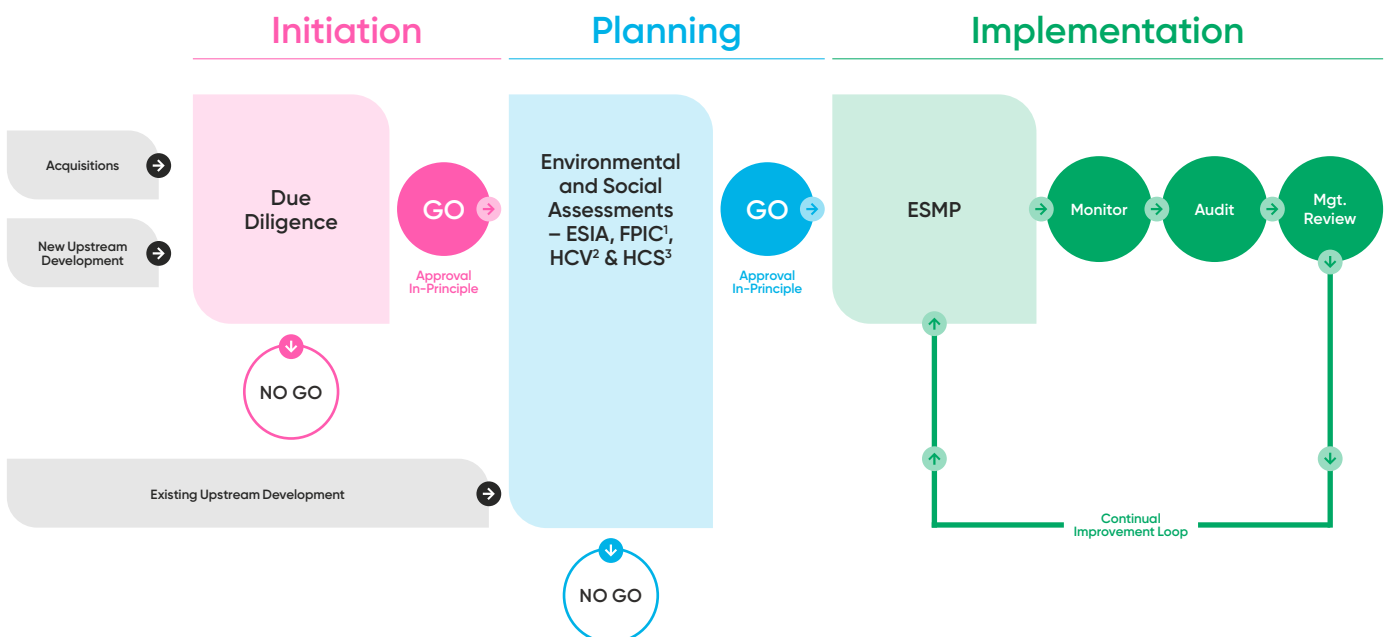 Initiation
Planning
Implementation
Acquisitions
New Upstream
Development
Due
Diligence
GO
Approval
In-Principle
NO GO
Existing Upstream Development
Environmental
and Social
Assessments
– ESIA, FPIC¹,
HCV² & HCS³
GO
Approval
In-Principle
NO GO
ESMP
Monitor
Audit
Mgt.
Review
Continual
Improvement Loop